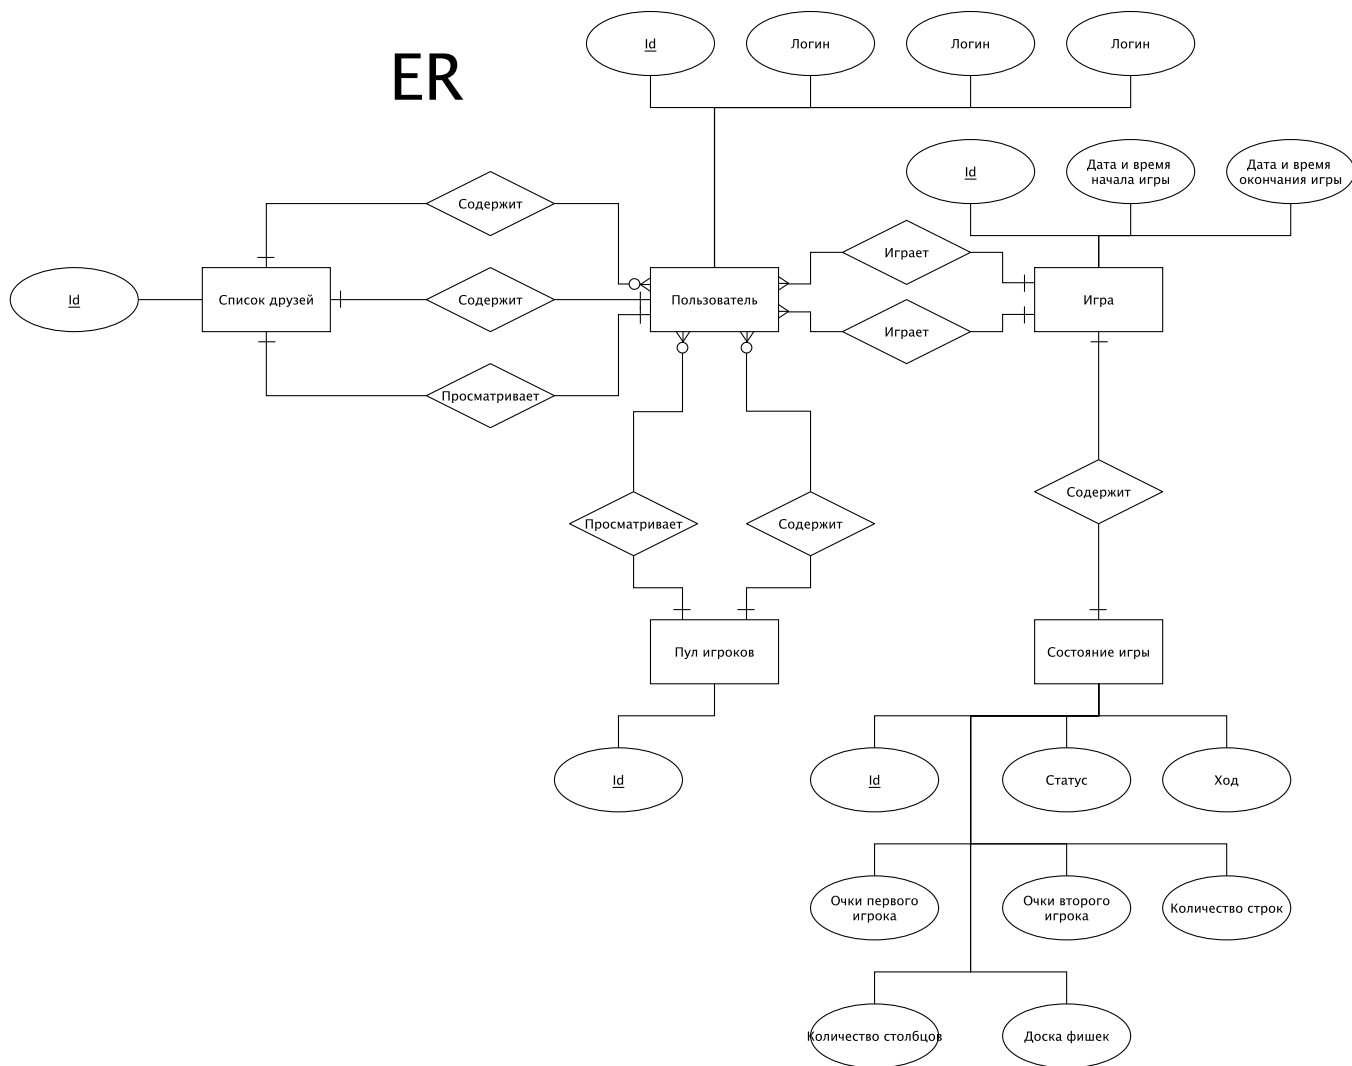 Id
Логин
Логин
Логин
ER
Id
Дата и время
начала игры
Дата и время
окончания игры
Содержит
Играет
Id
Список друзей
Содержит
Пользователь
Игра
Играет
Просматривает
Содержит
Просматривает
Содержит
Пул игроков
Состояние игры
Id
Id
Статус
Ход
Очки первого
игрока
Очки второго
игрока
Количество строк
Количество столбцов
Доска фишек